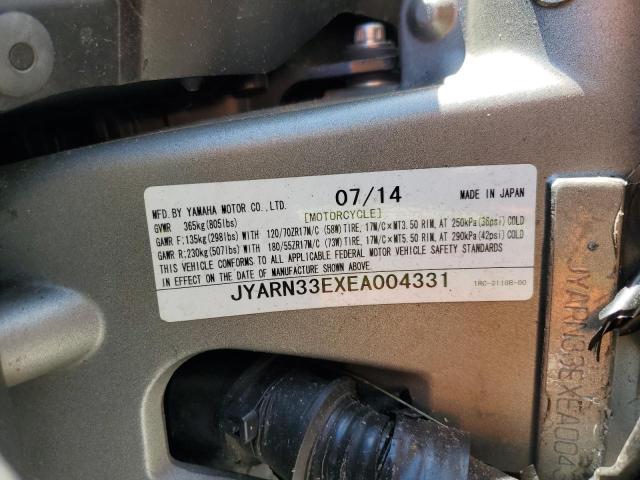 MFD.BY YAMAHA MOTOR CO.,LTD. 07/14 MADE IN JAPAN
GVWR 365kg(805lbs) [MOTORCYCLE]
GAWR F;135kg(298lbs) WITH 120/70ZR17M/C (58W) TIRE, 17M/C×MT3.50 RIM, AT 250kPa(36psi) COLD
GAWR R;230kg(507lbs) WITH 180/55ZR17M/C (73W) TIRE, 17M/C×MT5.50 RIM, AT 290kPa(42psi) COLD
THIS VEHICLE CONFORMS TO ALL APPLICABLE FEDERAL MOTOR VEHICLE SAFETY STANDARDS
IN EFFECT ON THE DATE OF MANUFACTURE SHOWN ABOVE.
JYARN33EXEA004331 1RC-2118B-00
JYARN33EXEA0043